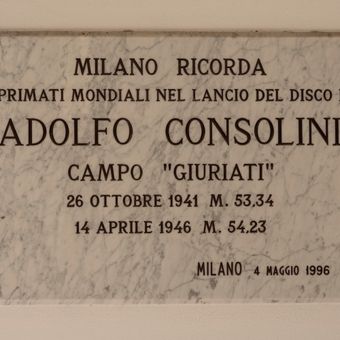 MILANO RICORDA
PRIMATI MONDIALI NEL LANCIO DEL DISCO
ADOLFO CONSOLINI
CAMPO "GIURIATI"
26 OTTOBRE 1941 M. 53,34
14 APRILE 1946 M. 54,23
MILANO 4 MAGGIO 1996